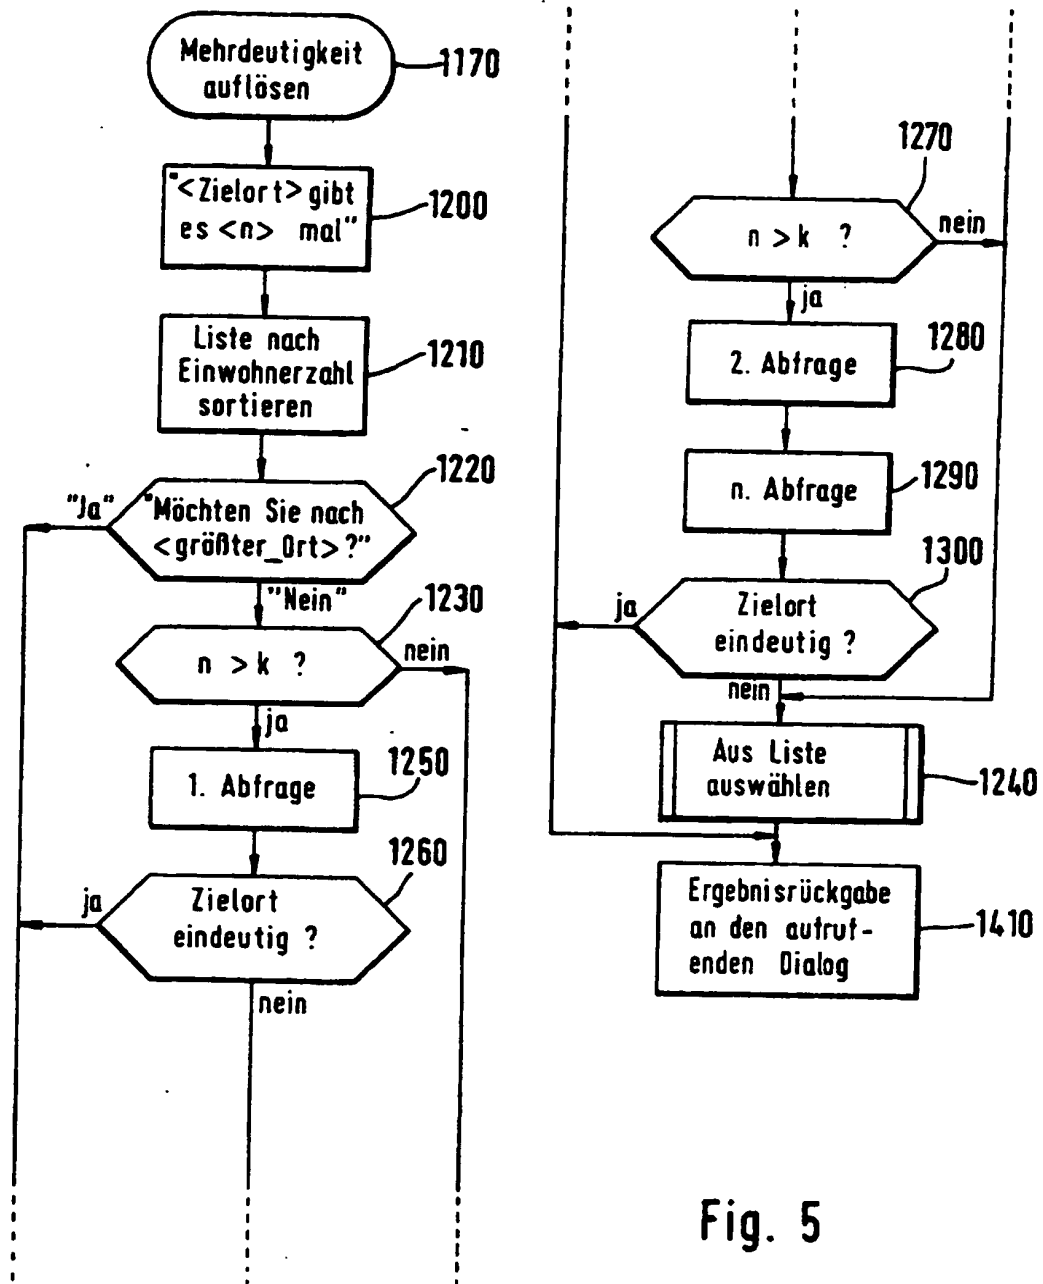 Mehrdeutigkeit
auflösen
1170
"<Zielort> gibt
es <n> mal"
1200
Liste nach
Einwohnerzahl
sortieren
1210
1220
"Ja"
"Möchten Sie nach
<größter_Ort>?"
"Nein"
1230
n > k ?
nein
ja
1. Abfrage
1250
1260
ja
Zielort
eindeutig ?
nein
1270
n > k ?
nein
ja
1280
2. Abfrage
n. Abfrage
1290
1300
ja
Zielort
eindeutig ?
nein
Aus Liste
auswählen
1240
Ergebnisrückgabe
an den aufruf-
enden Dialog
1410
Fig. 5